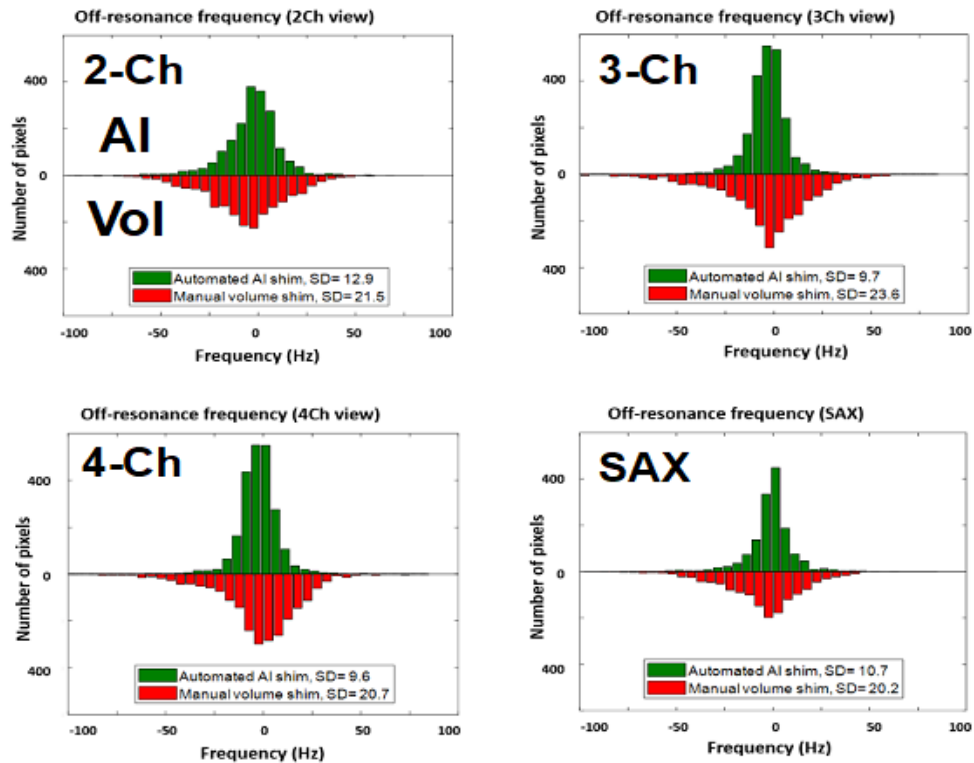 Off-resonance frequency (2Ch view)
2-Ch
AI
Vol
Number of pixels
400
0
400
Automated AI shim, SD= 12.9
Manual volume shim, SD= 21.5
-100
-50
0
50
100
Frequency (Hz)
Off-resonance frequency (3Ch view)
3-Ch
Number of pixels
400
0
400
Automated AI shim, SD= 9.7
Manual volume shim, SD= 23.6
-100
-50
0
50
100
Frequency (Hz)
Off-resonance frequency (4Ch view)
4-Ch
Number of pixels
400
0
400
Automated AI shim, SD= 9.6
Manual volume shim, SD= 20.7
-100
-50
0
50
100
Frequency (Hz)
Off-resonance frequency (SAX)
SAX
Number of pixels
400
0
400
Automated AI shim, SD= 10.7
Manual volume shim, SD= 20.2
-100
-50
0
50
100
Frequency (Hz)